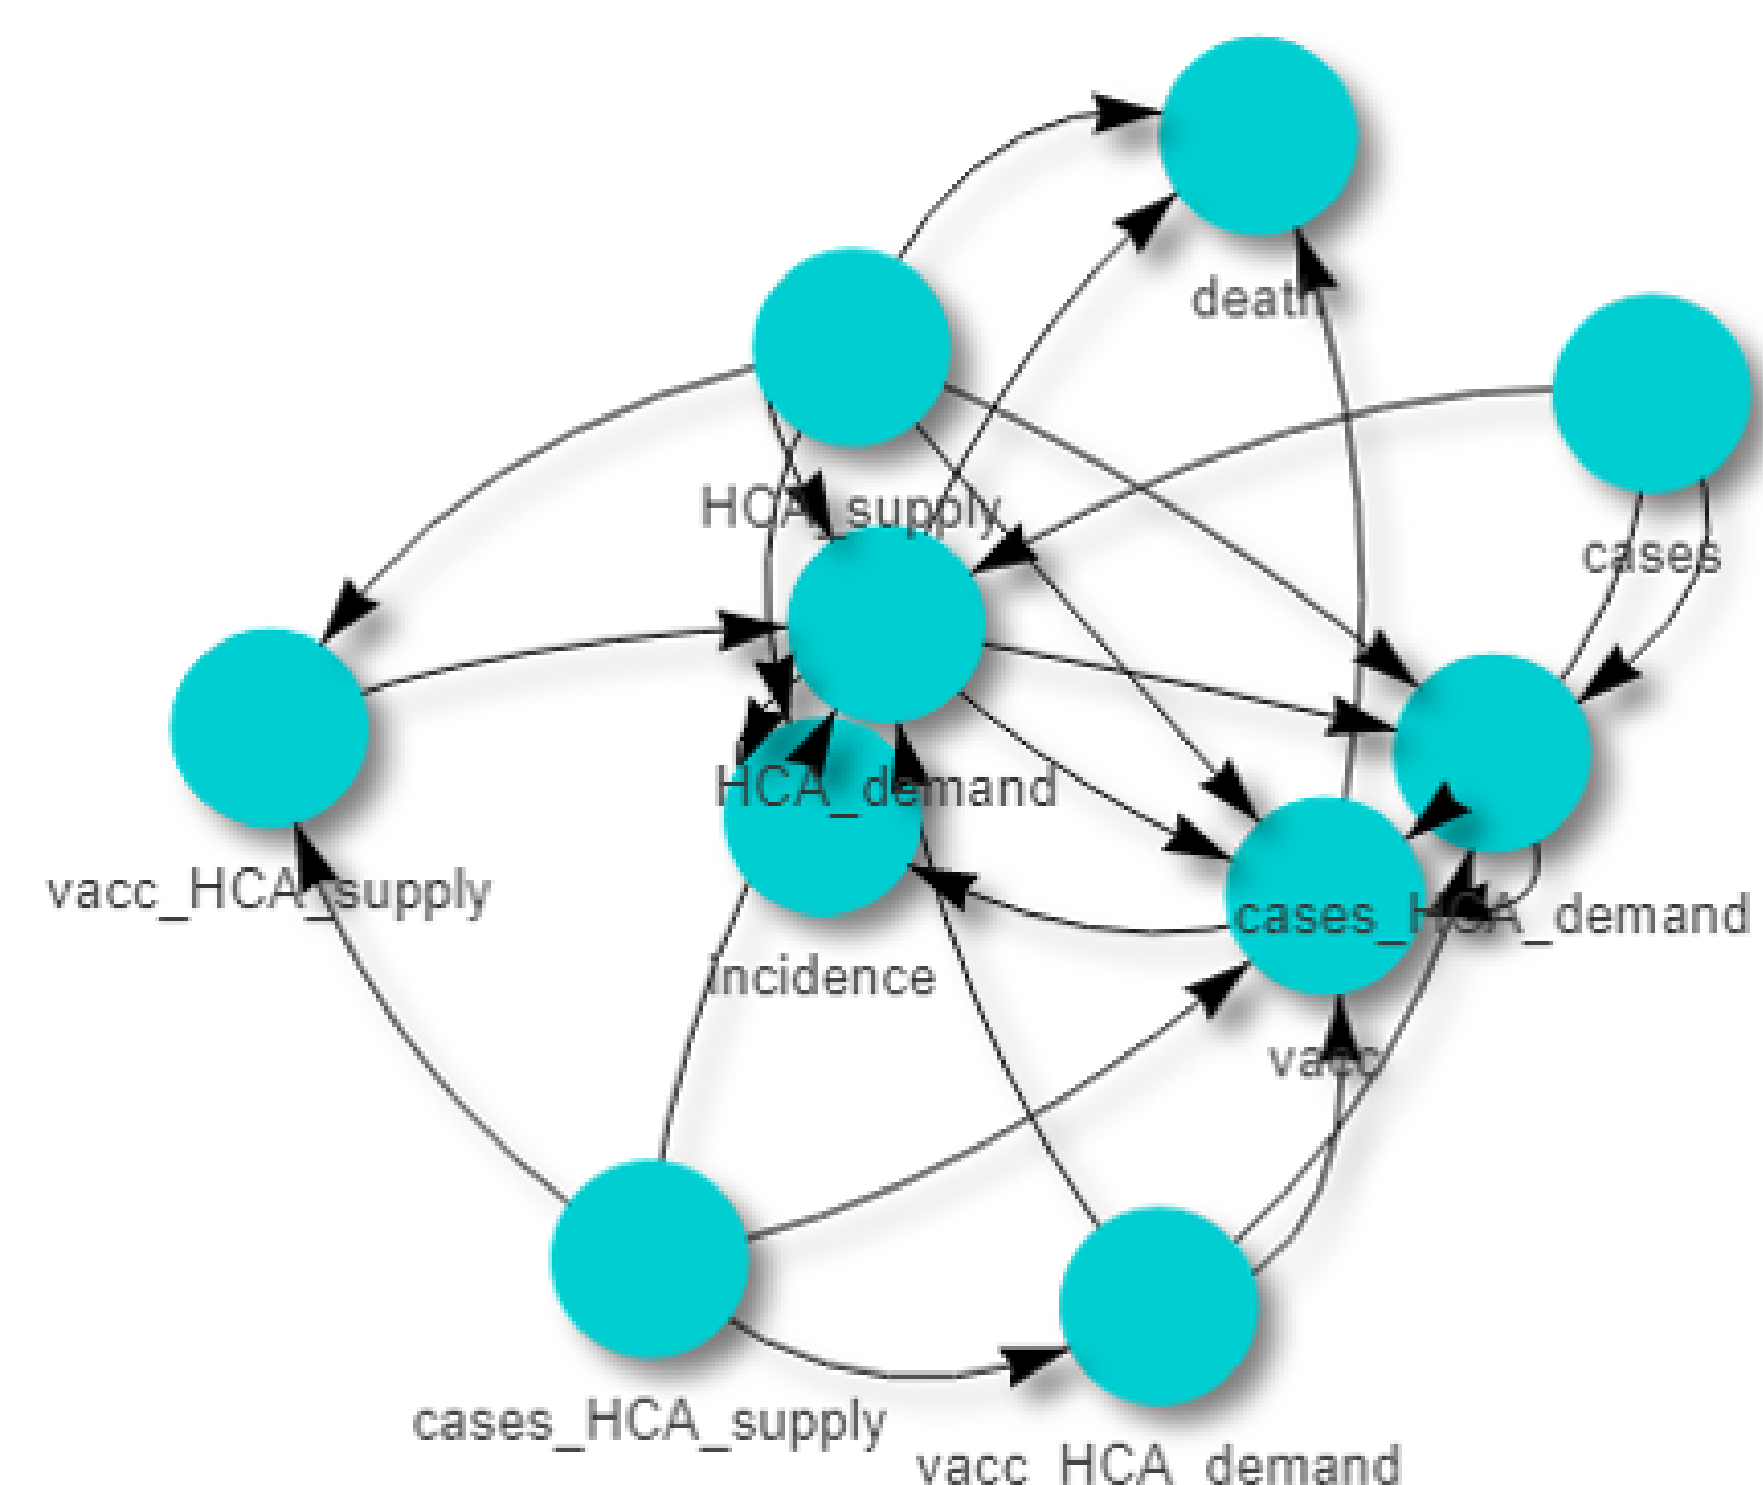 death
HCA_supply
cases
HCA_demand
vacc_HCA_supply
cases_HCA_demand
incidence
vacc
cases_HCA_supply
vacc_HCA_demand